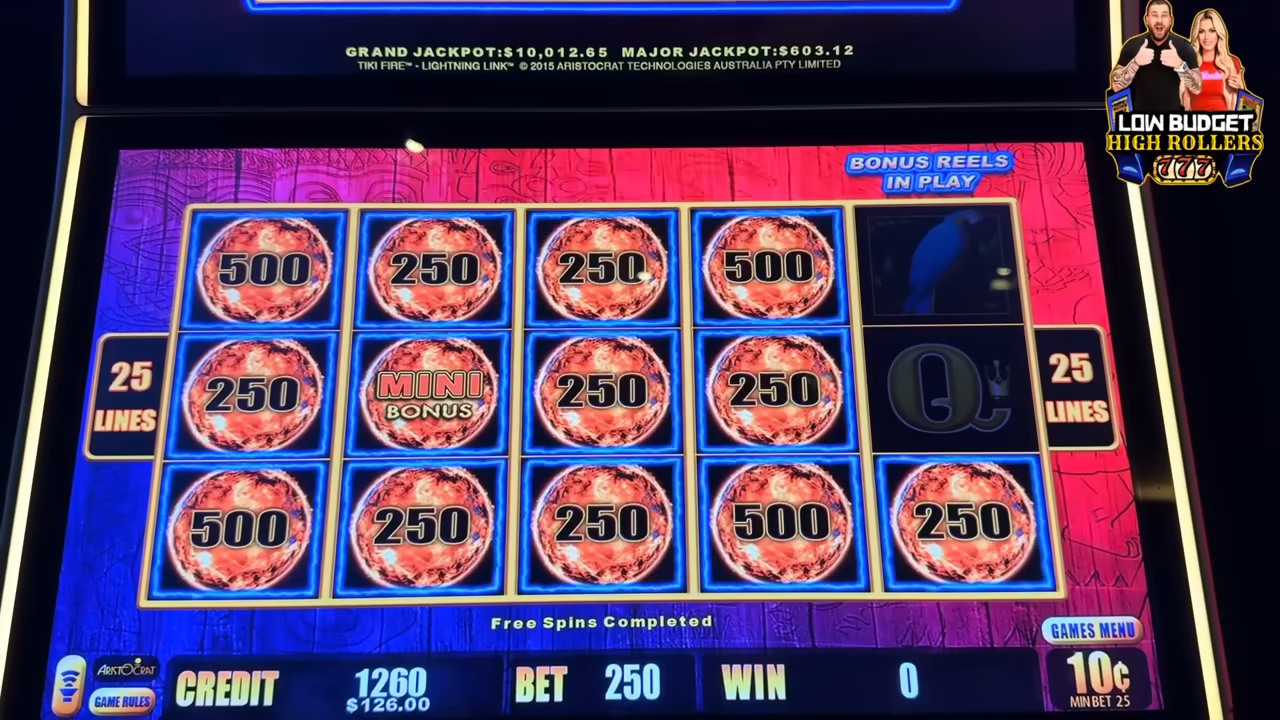 GRAND JACKPOT:$10,012.65 MAJOR JACKPOT:$603.12
TIKI FIRE™ - LIGHTNING LINK™ © 2015 ARISTOCRAT TECHNOLOGIES AUSTRALIA PTY LIMITED
LOW BUDGET
HIGH ROLLERS
777
BONUS REELS
IN PLAY
500 250 250 500
25
LINES
250 MINI
BONUS 250 250 Q
25
LINES
500 250 250 500 250
Free Spins Completed
GAMES MENU
ARISTOCRAT
GAME RULES
CREDIT 1260
$126.00
BET 250
WIN 0
10¢
MIN BET 25